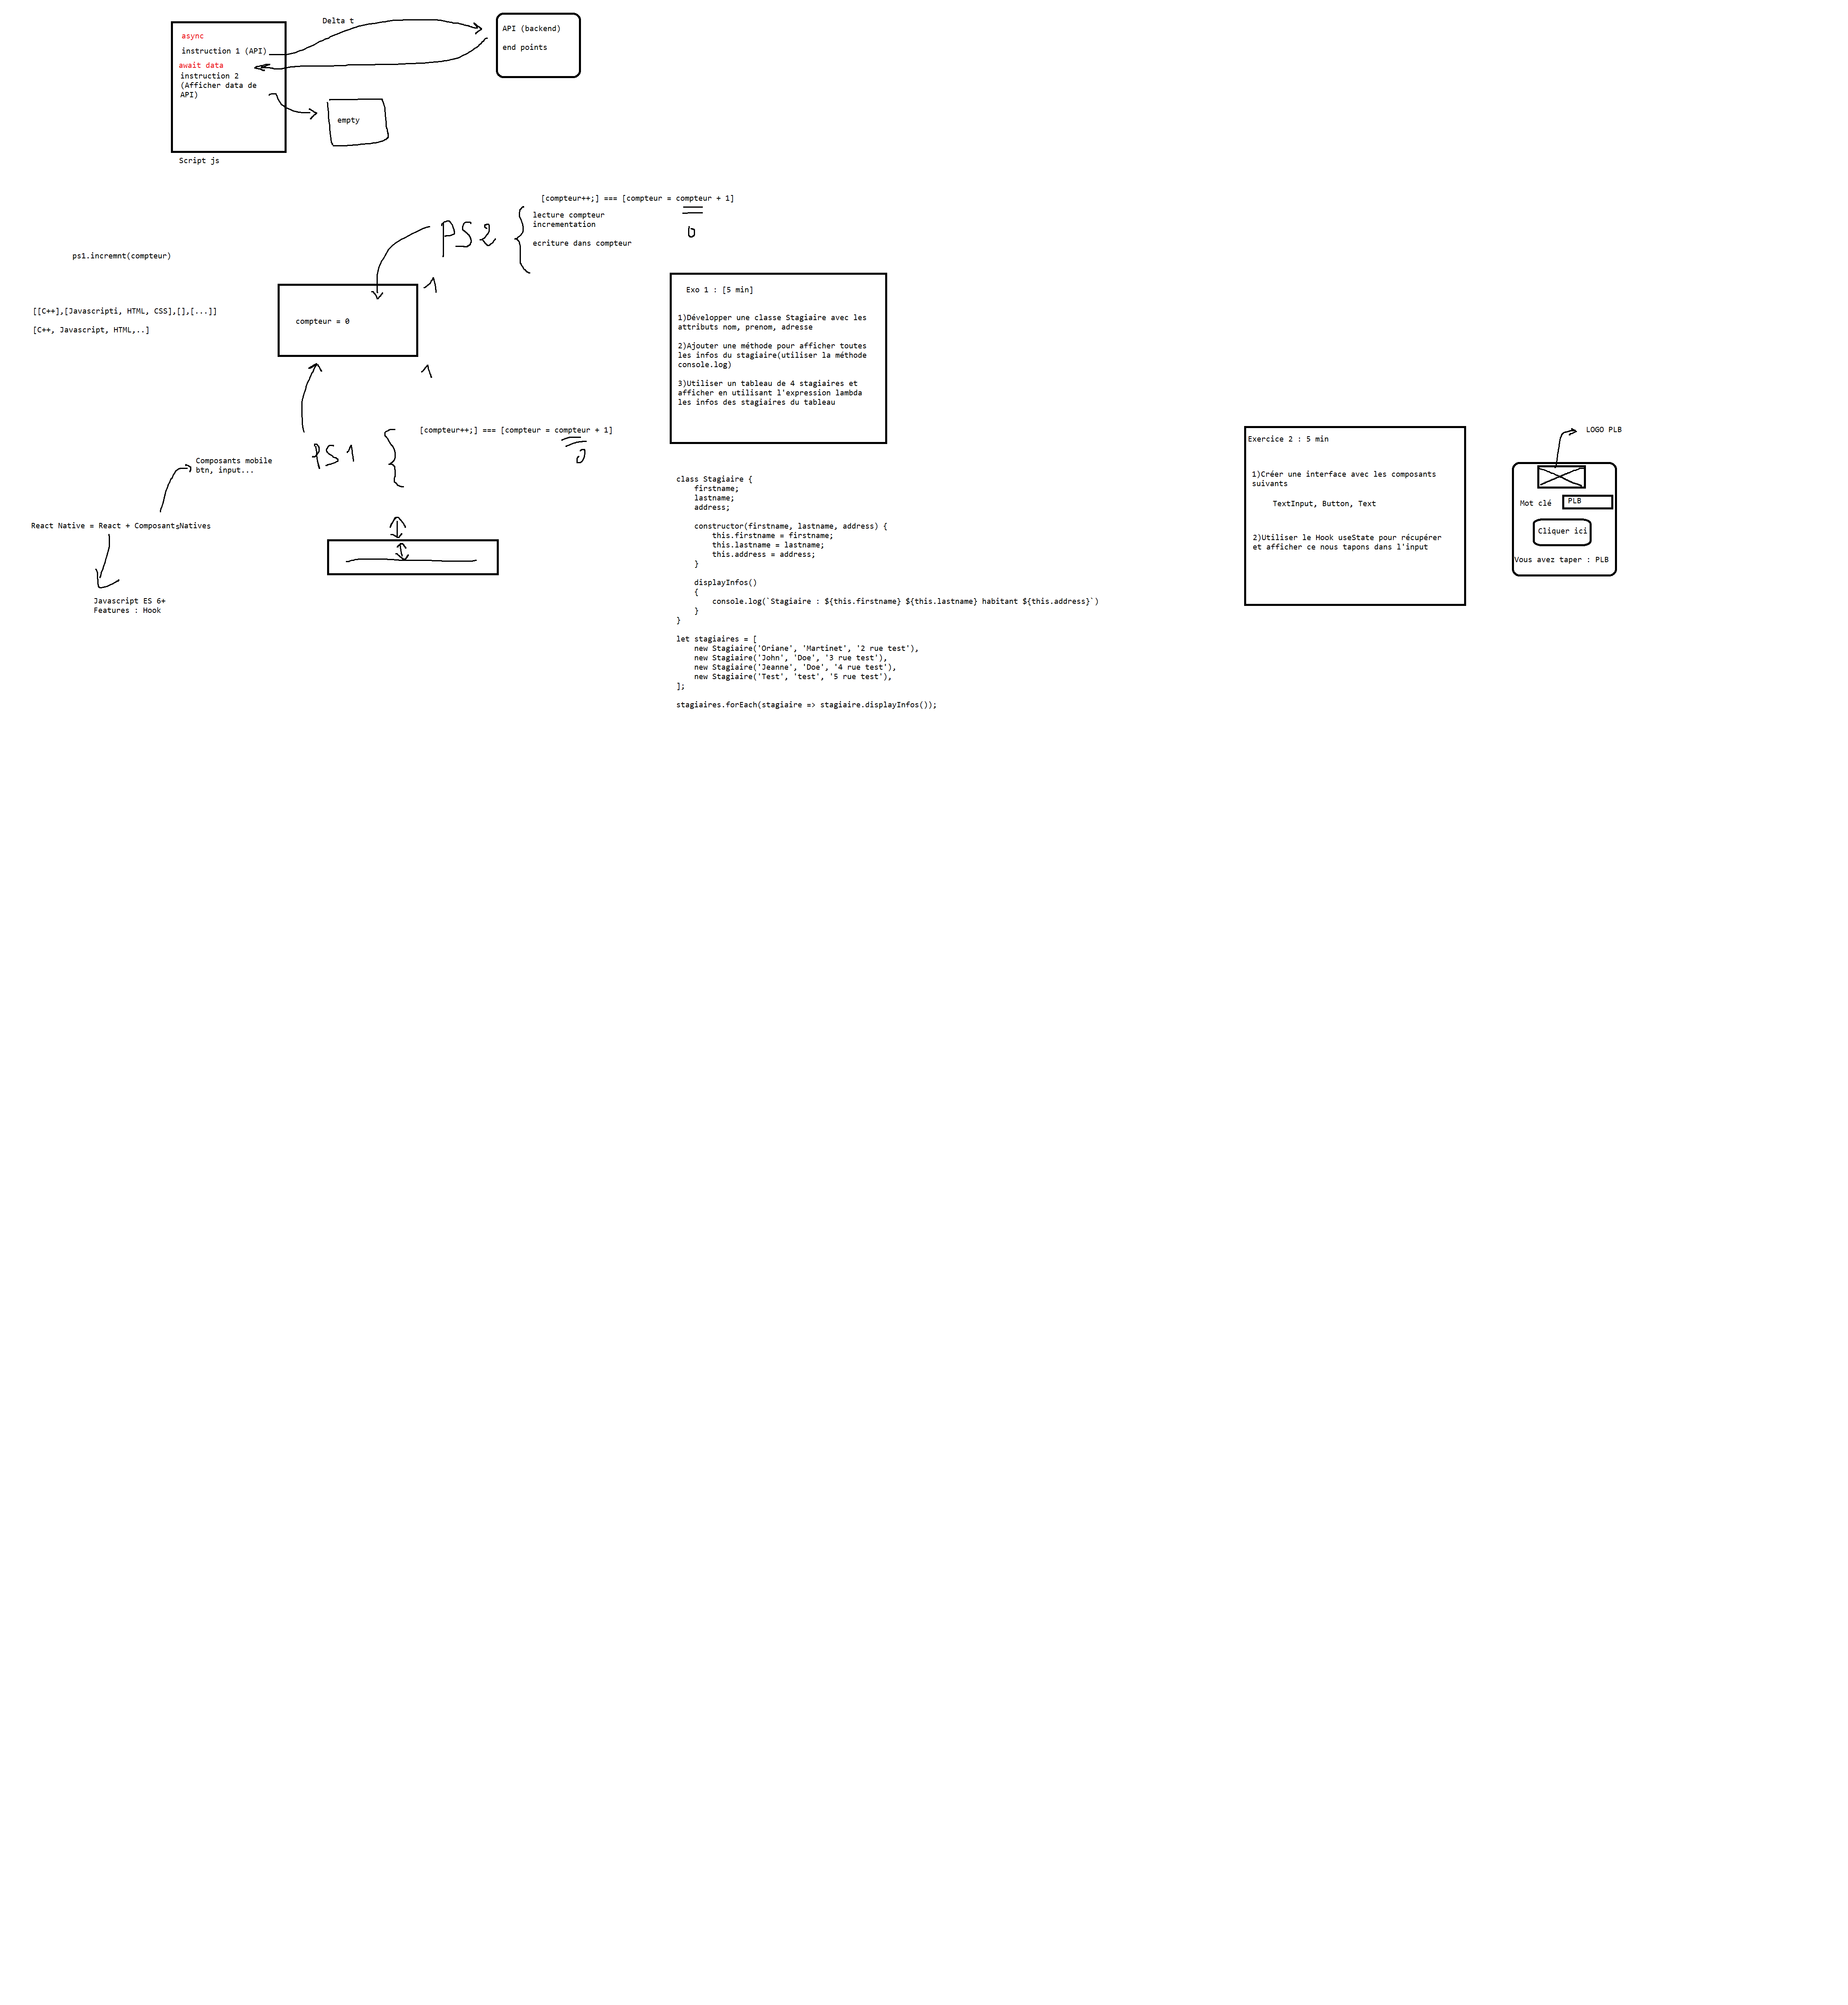 Delta t
async
instruction 1 (API)
await data
instruction 2
(Afficher data de
API)
Script js
API (backend)
end points
empty
[compteur++;] === [compteur = compteur + 1]
0
PS2
lecture compteur
incrementation
ecriture dans compteur
ps1.incremnt(compteur)
[[C++],[Javascripti, HTML, CSS],[],[...]]
[C++, Javascript, HTML,..]
compteur = 0
1
1
[compteur++;] === [compteur = compteur + 1]
0
PS1
Composants mobile
btn, input...
React Native = React + Composants Natives
Javascript ES 6+
Features : Hook
Exo 1 : [5 min]
1)Développer une classe Stagiaire avec les
attributs nom, prenom, adresse
2)Ajouter une méthode pour afficher toutes
les infos du stagiaire(utiliser la méthode
console.log)
3)Utiliser un tableau de 4 stagiaires et
afficher en utilisant l'expression lambda
les infos des stagiaires du tableau
class Stagiaire {
firstname;
lastname;
address;
constructor(firstname, lastname, address) {
this.firstname = firstname;
this.lastname = lastname;
this.address = address;
}
displayInfos()
{
console.log(`Stagiaire : ${this.firstname} ${this.lastname} habitant ${this.address}`)
}
}
let stagiaires = [
new Stagiaire('Oriane', 'Martinet', '2 rue test'),
new Stagiaire('John', 'Doe', '3 rue test'),
new Stagiaire('Jeanne', 'Doe', '4 rue test'),
new Stagiaire('Test', 'test', '5 rue test'),
];
stagiaires.forEach(stagiaire => stagiaire.displayInfos());
Exercice 2 : 5 min
1)Créer une interface avec les composants
suivants
TextInput, Button, Text
2)Utiliser le Hook useState pour récupérer
et afficher ce nous tapons dans l'input
LOGO PLB
Mot clé
PLB
Cliquer ici
Vous avez taper : PLB